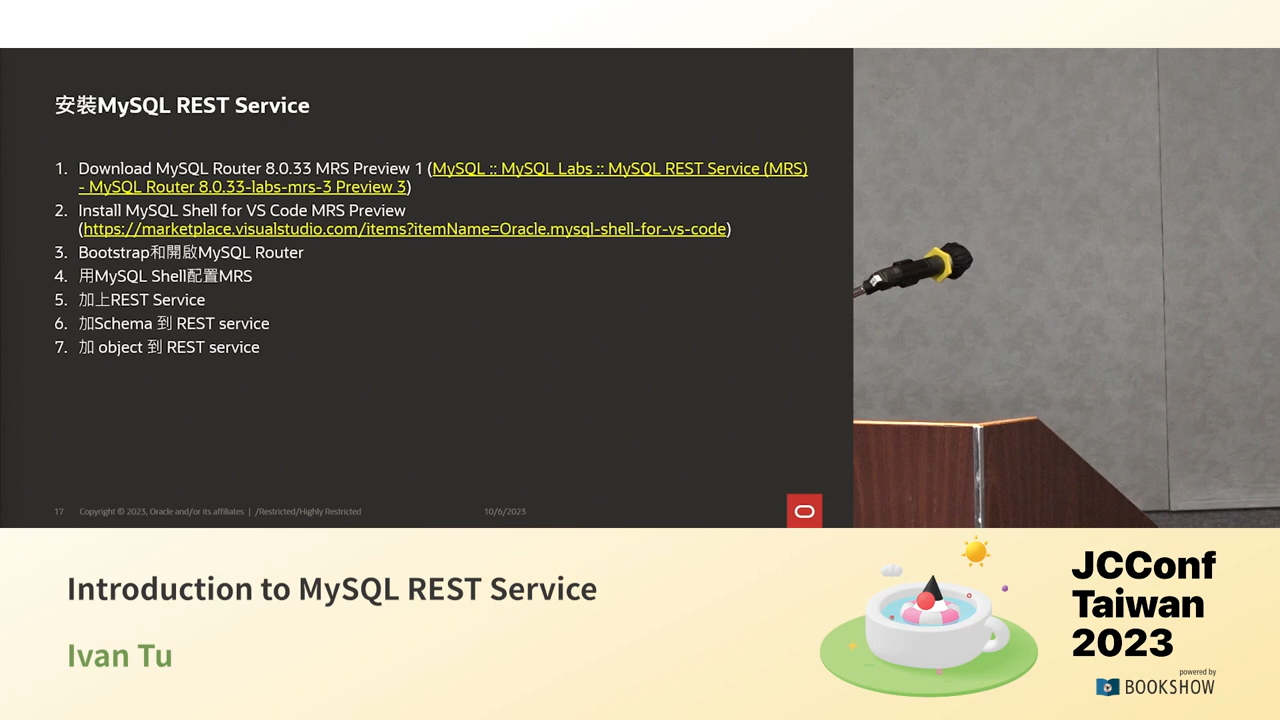 安裝MySQL REST Service
1. Download MySQL Router 8.0.33 MRS Preview 1 (MySQL :: MySQL Labs :: MySQL REST Service (MRS)
- MySQL Router 8.0.33-labs-mrs-3 Preview 3)
2. Install MySQL Shell for VS Code MRS Preview
(https://marketplace.visualstudio.com/items?itemName=Oracle.mysql-shell-for-vs-code)
3. Bootstrap和開啟MySQL Router
4. 用MySQL Shell配置MRS
5. 加上REST Service
6. 加Schema 到 REST service
7. 加 object 到 REST service
17 Copyright © 2023, Oracle and/or its affiliates | /Restricted/Highly Restricted 10/6/2023
Introduction to MySQL REST Service
Ivan Tu
JCConf
Taiwan
2023
powered by
BOOKSHOW